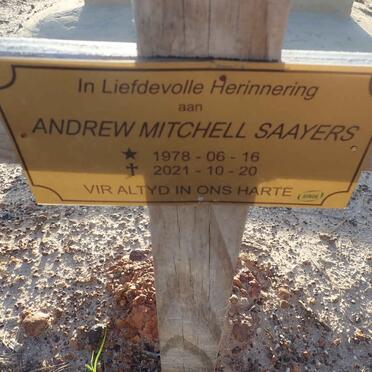 In Liefdevolle Herinnering
aan
ANDREW MITCHELL SAAYERS
★ 1978 - 06 - 16
✝ 2021 - 10 - 20
VIR ALTYD IN ONS HARTE